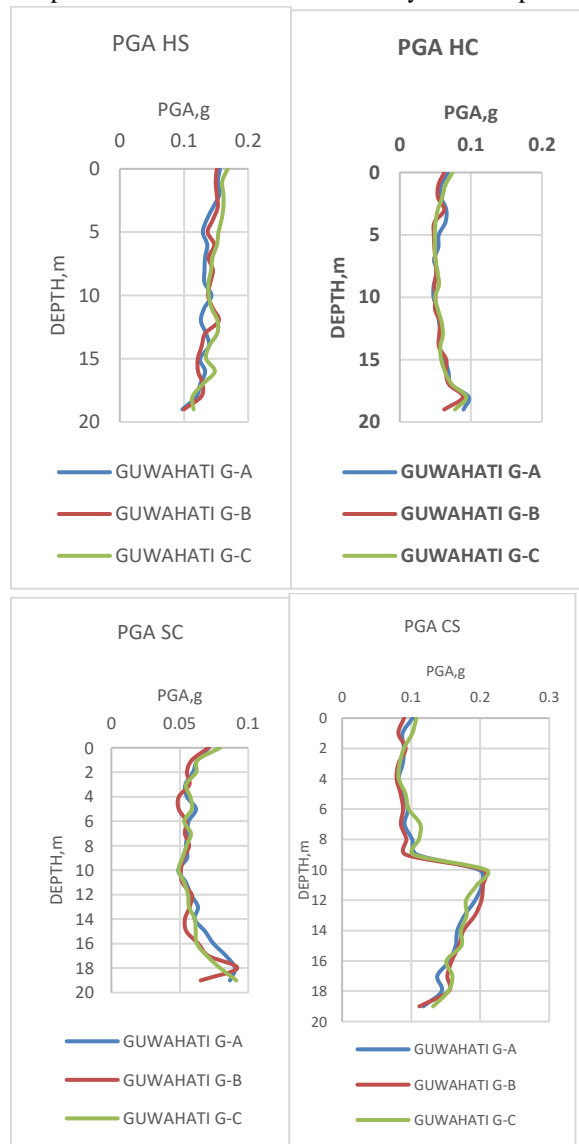 PGA HS
PGA,g
0 0.1 0.2
0
5
10
15
20
DEPTH,m
GUWAHATI G-A
GUWAHATI G-B
GUWAHATI G-C
PGA HC
PGA,g
0 0.1 0.2
0
5
10
15
20
DEPTH,m
GUWAHATI G-A
GUWAHATI G-B
GUWAHATI G-C
PGA SC
PGA,g
0 0.05 0.1
0
2
4
6
8
10
12
14
16
18
20
DEPTH,m
GUWAHATI G-A
GUWAHATI G-B
GUWAHATI G-C
PGA CS
PGA,g
0 0.1 0.2 0.3
0
2
4
6
8
10
12
14
16
18
20
DEPTH,m
GUWAHATI G-A
GUWAHATI G-B
GUWAHATI G-C